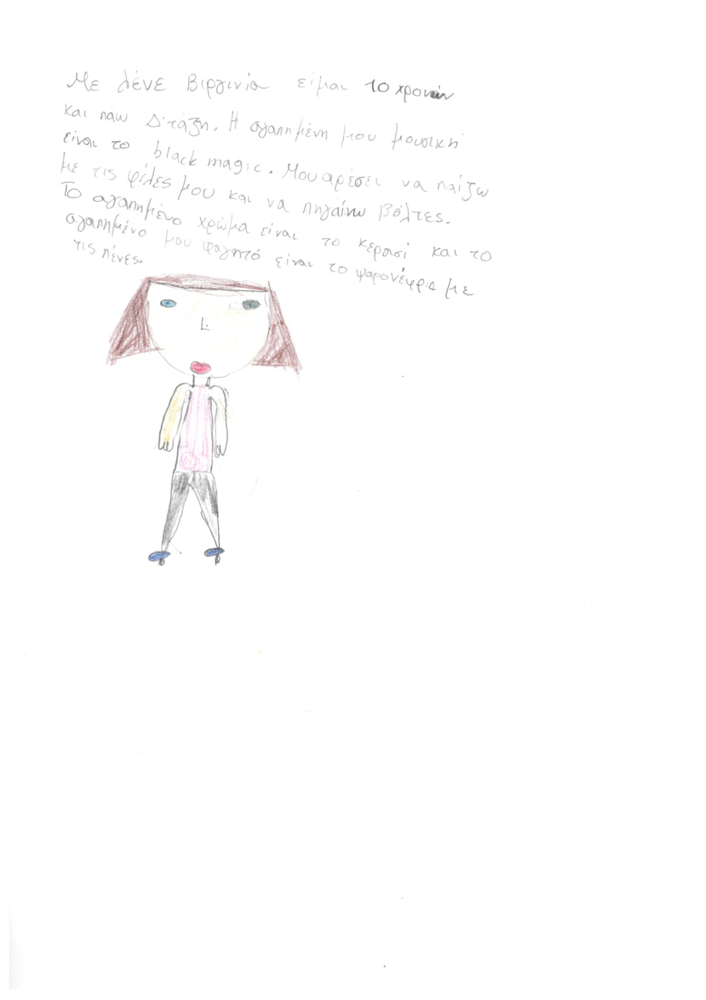 Με λένε Βιργινία είμαι 10 χρονών
και πάω Δ'τάξη. Η αγαπημένη μου μουσική
είναι το black magic. Μου αρέσει να παίζω
με τις φίλες μου και να πηγαίνω βόλτες.
Το αγαπημένο χρώμα είναι το κερασί και το
αγαπημένο μου φαγητό είναι το ψαρονέφρια με
τις πένες.